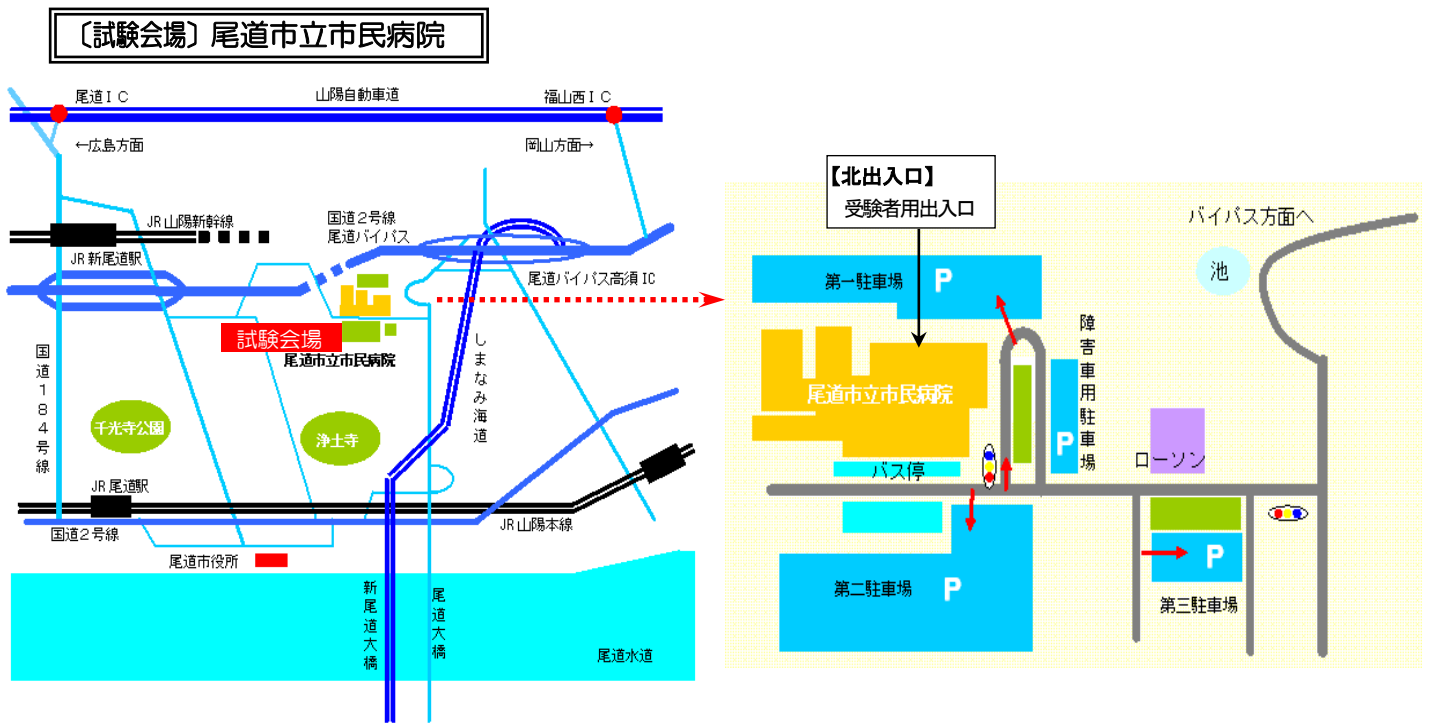 〔試験会場〕尾道市立市民病院
尾道ＩＣ
山陽自動車道
福山西ＩＣ
←広島方面
岡山方面→
JR山陽新幹線
JR新尾道駅
国道２号線
尾道バイパス
尾道バイパス高須IC
試験会場
尾道市立市民病院
国道１８４号線
しまなみ海道
千光寺公園
浄土寺
JR尾道駅
国道２号線
JR山陽本線
尾道市役所
新尾道大橋
尾道大橋
尾道水道
【北出入口】
受験者用出入口
バイパス方面へ
池
第一駐車場
P
障害車用駐車場
P
尾道市立市民病院
ローソン
バス停
第二駐車場
P
P
第三駐車場